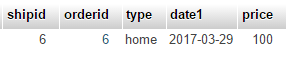 shipid orderid type date1 price
6 6 home 2017-03-29 100